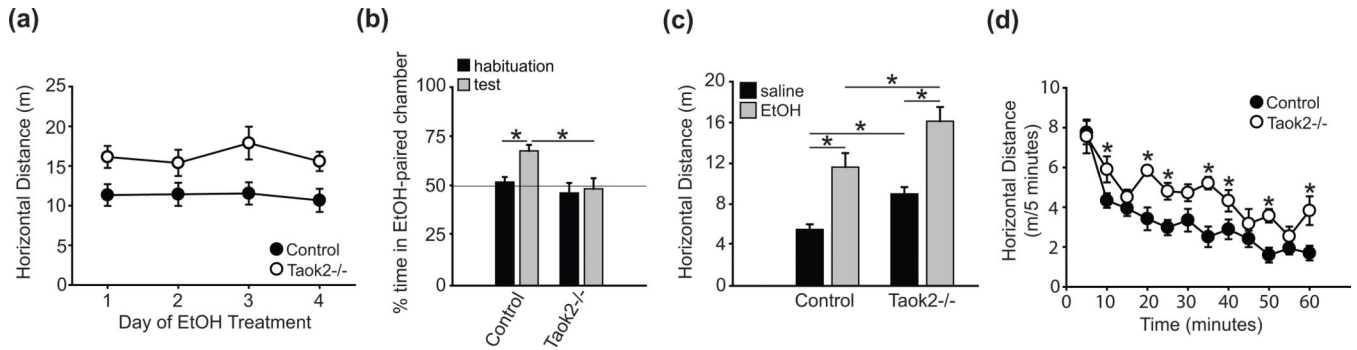 (a)
Horizontal Distance (m)
25
20
15
10
5
0
1 2 3 4
Day of EtOH Treatment
Control
Taok2-/-
(b)
% time in EtOH-paired chamber
habituation
test
100
75
50
25
0
*
*
Control
Taok2-/-
(c)
Horizontal Distance (m)
saline
EtOH
20
16
12
8
4
0
*
*
*
*
Control Taok2-/-
(d)
Horizontal Distance
(m/5 minutes)
10
8
6
4
2
0
Control
Taok2-/-
* * * * * * *
0 10 20 30 40 50 60
Time (minutes)